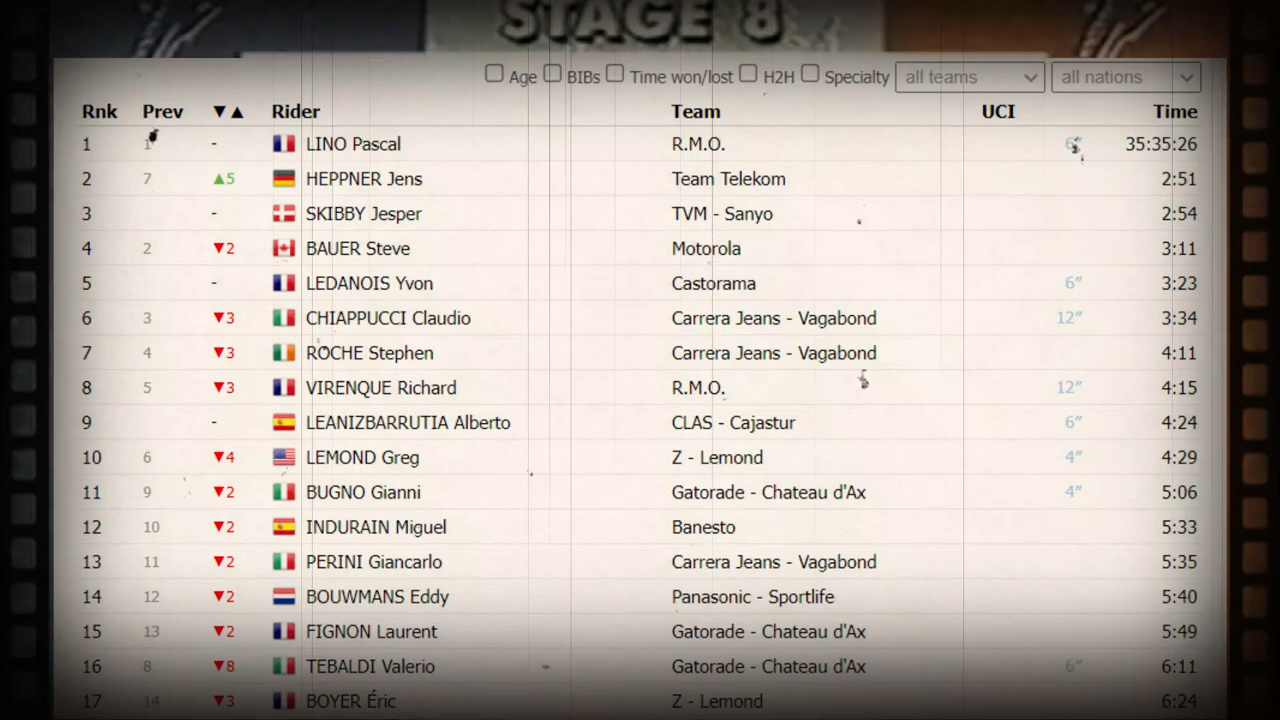 STAGE 8
Age BIBs Time won/lost H2H Specialty all teams all nations
Rnk Prev ▼▲ Rider Team UCI Time
1 1 - LINO Pascal R.M.O. 6″ 35:35:26
2 7 ▲5 HEPPNER Jens Team Telekom 2:51
3 - SKIBBY Jesper TVM - Sanyo 2:54
4 2 ▼2 BAUER Steve Motorola 3:11
5 - LEDANOIS Yvon Castorama 6″ 3:23
6 3 ▼3 CHIAPPUCCI Claudio Carrera Jeans - Vagabond 12″ 3:34
7 4 ▼3 ROCHE Stephen Carrera Jeans - Vagabond 4:11
8 5 ▼3 VIRENQUE Richard R.M.O. 12″ 4:15
9 - LEANIZBARRUTIA Alberto CLAS - Cajastur 6″ 4:24
10 6 ▼4 LEMOND Greg Z - Lemond 4″ 4:29
11 9 ▼2 BUGNO Gianni Gatorade - Chateau d'Ax 4″ 5:06
12 10 ▼2 INDURAIN Miguel Banesto 5:33
13 11 ▼2 PERINI Giancarlo Carrera Jeans - Vagabond 5:35
14 12 ▼2 BOUWMANS Eddy Panasonic - Sportlife 5:40
15 13 ▼2 FIGNON Laurent Gatorade - Chateau d'Ax 5:49
16 8 ▼8 TEBALDI Valerio Gatorade - Chateau d'Ax 6″ 6:11
17 14 ▼3 BOYER Éric Z - Lemond 6:24